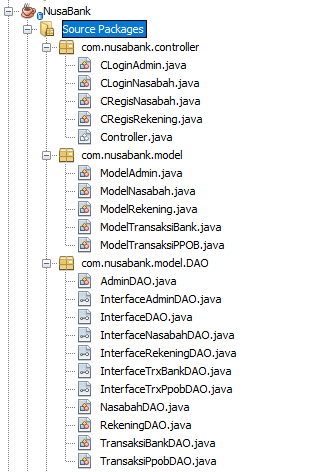 NusaBank
Source Packages
com.nusabank.controller
CLoginAdmin.java
CLoginNasabah.java
CRegisNasabah.java
CRegisRekening.java
Controller.java
com.nusabank.model
ModelAdmin.java
ModelNasabah.java
ModelRekening.java
ModelTransaksiBank.java
ModelTransaksiPPOB.java
com.nusabank.model.DAO
AdminDAO.java
InterfaceAdminDAO.java
InterfaceDAO.java
InterfaceNasabahDAO.java
InterfaceRekeningDAO.java
InterfaceTrxBankDAO.java
InterfaceTrxPpobDAO.java
NasabahDAO.java
RekeningDAO.java
TransaksiBankDAO.java
TransaksiPpobDAO.java